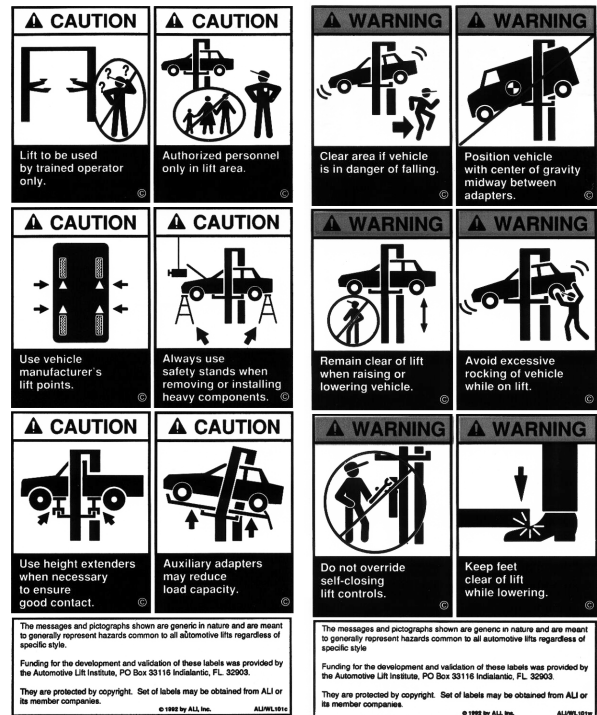 CAUTION
Lift to be used
by trained operator
only.
©
CAUTION
Authorized personnel
only in lift area.
©
CAUTION
Use vehicle
manufacturer's
lift points.
©
CAUTION
Always use
safety stands when
removing or installing
heavy components.
©
CAUTION
Use height extenders
when necessary
to ensure
good contact.
©
CAUTION
Auxiliary adapters
may reduce
load capacity.
©
The messages and pictographs shown are generic in nature and are meant
to generally represent hazards common to all automotive lifts regardless of
specific style.
Funding for the development and validation of these labels was provided by
the Automotive Lift Institute, PO Box 33116 Indialantic, FL. 32903.
They are protected by copyright. Set of labels may be obtained from ALI or
its member companies.
© 1992 by ALI, Inc. ALI/WL101c
WARNING
Clear area if vehicle
is in danger of falling.
©
WARNING
Position vehicle
with center of gravity
midway between
adapters.
©
WARNING
Remain clear of lift
when raising or
lowering vehicle.
©
WARNING
Avoid excessive
rocking of vehicle
while on lift.
©
WARNING
Do not override
self-closing
lift controls.
©
WARNING
Keep feet
clear of lift
while lowering.
©
The messages and pictographs shown are generic in nature and are meant
to generally represent hazards common to all automotive lifts regardless of
specific style
Funding for the development and validation of these labels was provided by
the Automotive Lift Institute, PO Box 33116 Indialantic, FL. 32903.
They are protected by copyright. Set of labels may be obtained from ALI or
its member companies.
© 1992 by ALI, Inc. ALI/WL101w